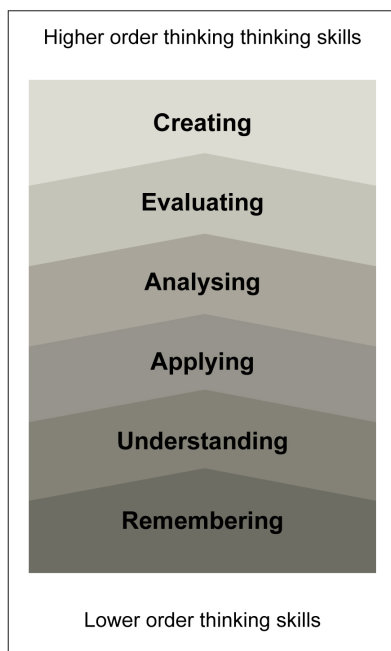 Higher order thinking thinking skills
Creating
Evaluating
Analysing
Applying
Understanding
Remembering
Lower order thinking skills